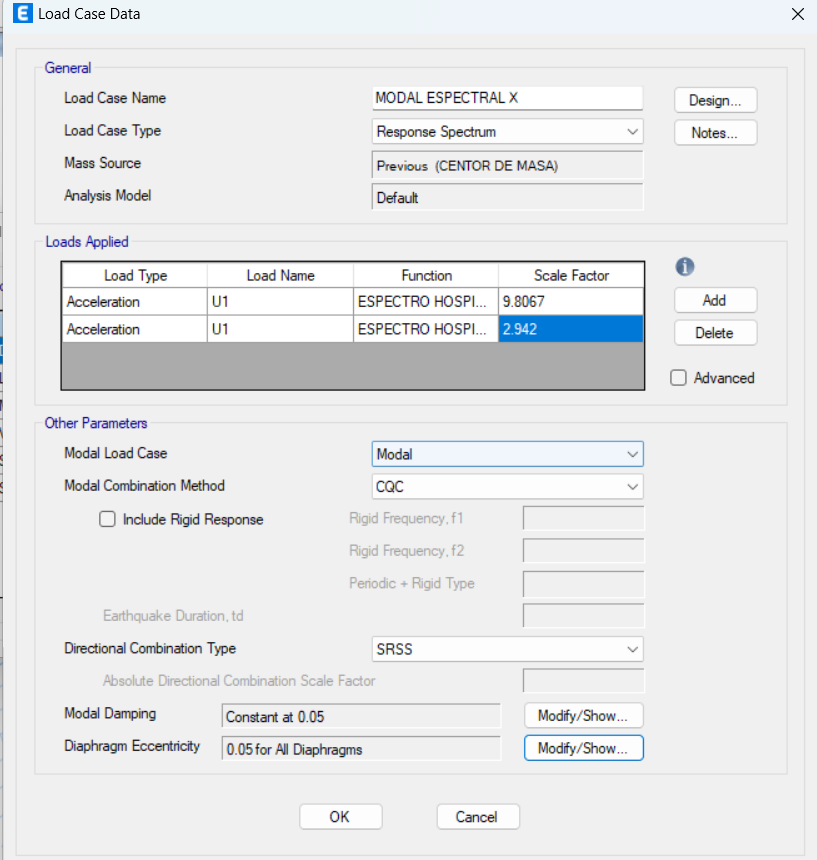 E Load Case Data
General
Load Case Name MODAL ESPECTRAL X Design...
Load Case Type Response Spectrum Notes...
Mass Source Previous (CENTOR DE MASA)
Analysis Model Default
Loads Applied
Load Type Load Name Function Scale Factor
Acceleration U1 ESPECTRO HOSPI... 9.8067 Add
Acceleration U1 ESPECTRO HOSPI... 2.942 Delete
Advanced
Other Parameters
Modal Load Case Modal
Modal Combination Method CQC
Include Rigid Response Rigid Frequency, f1
Rigid Frequency, f2
Periodic + Rigid Type
Earthquake Duration, td
Directional Combination Type SRSS
Absolute Directional Combination Scale Factor
Modal Damping Constant at 0.05 Modify/Show...
Diaphragm Eccentricity 0.05 for All Diaphragms Modify/Show...
OK Cancel